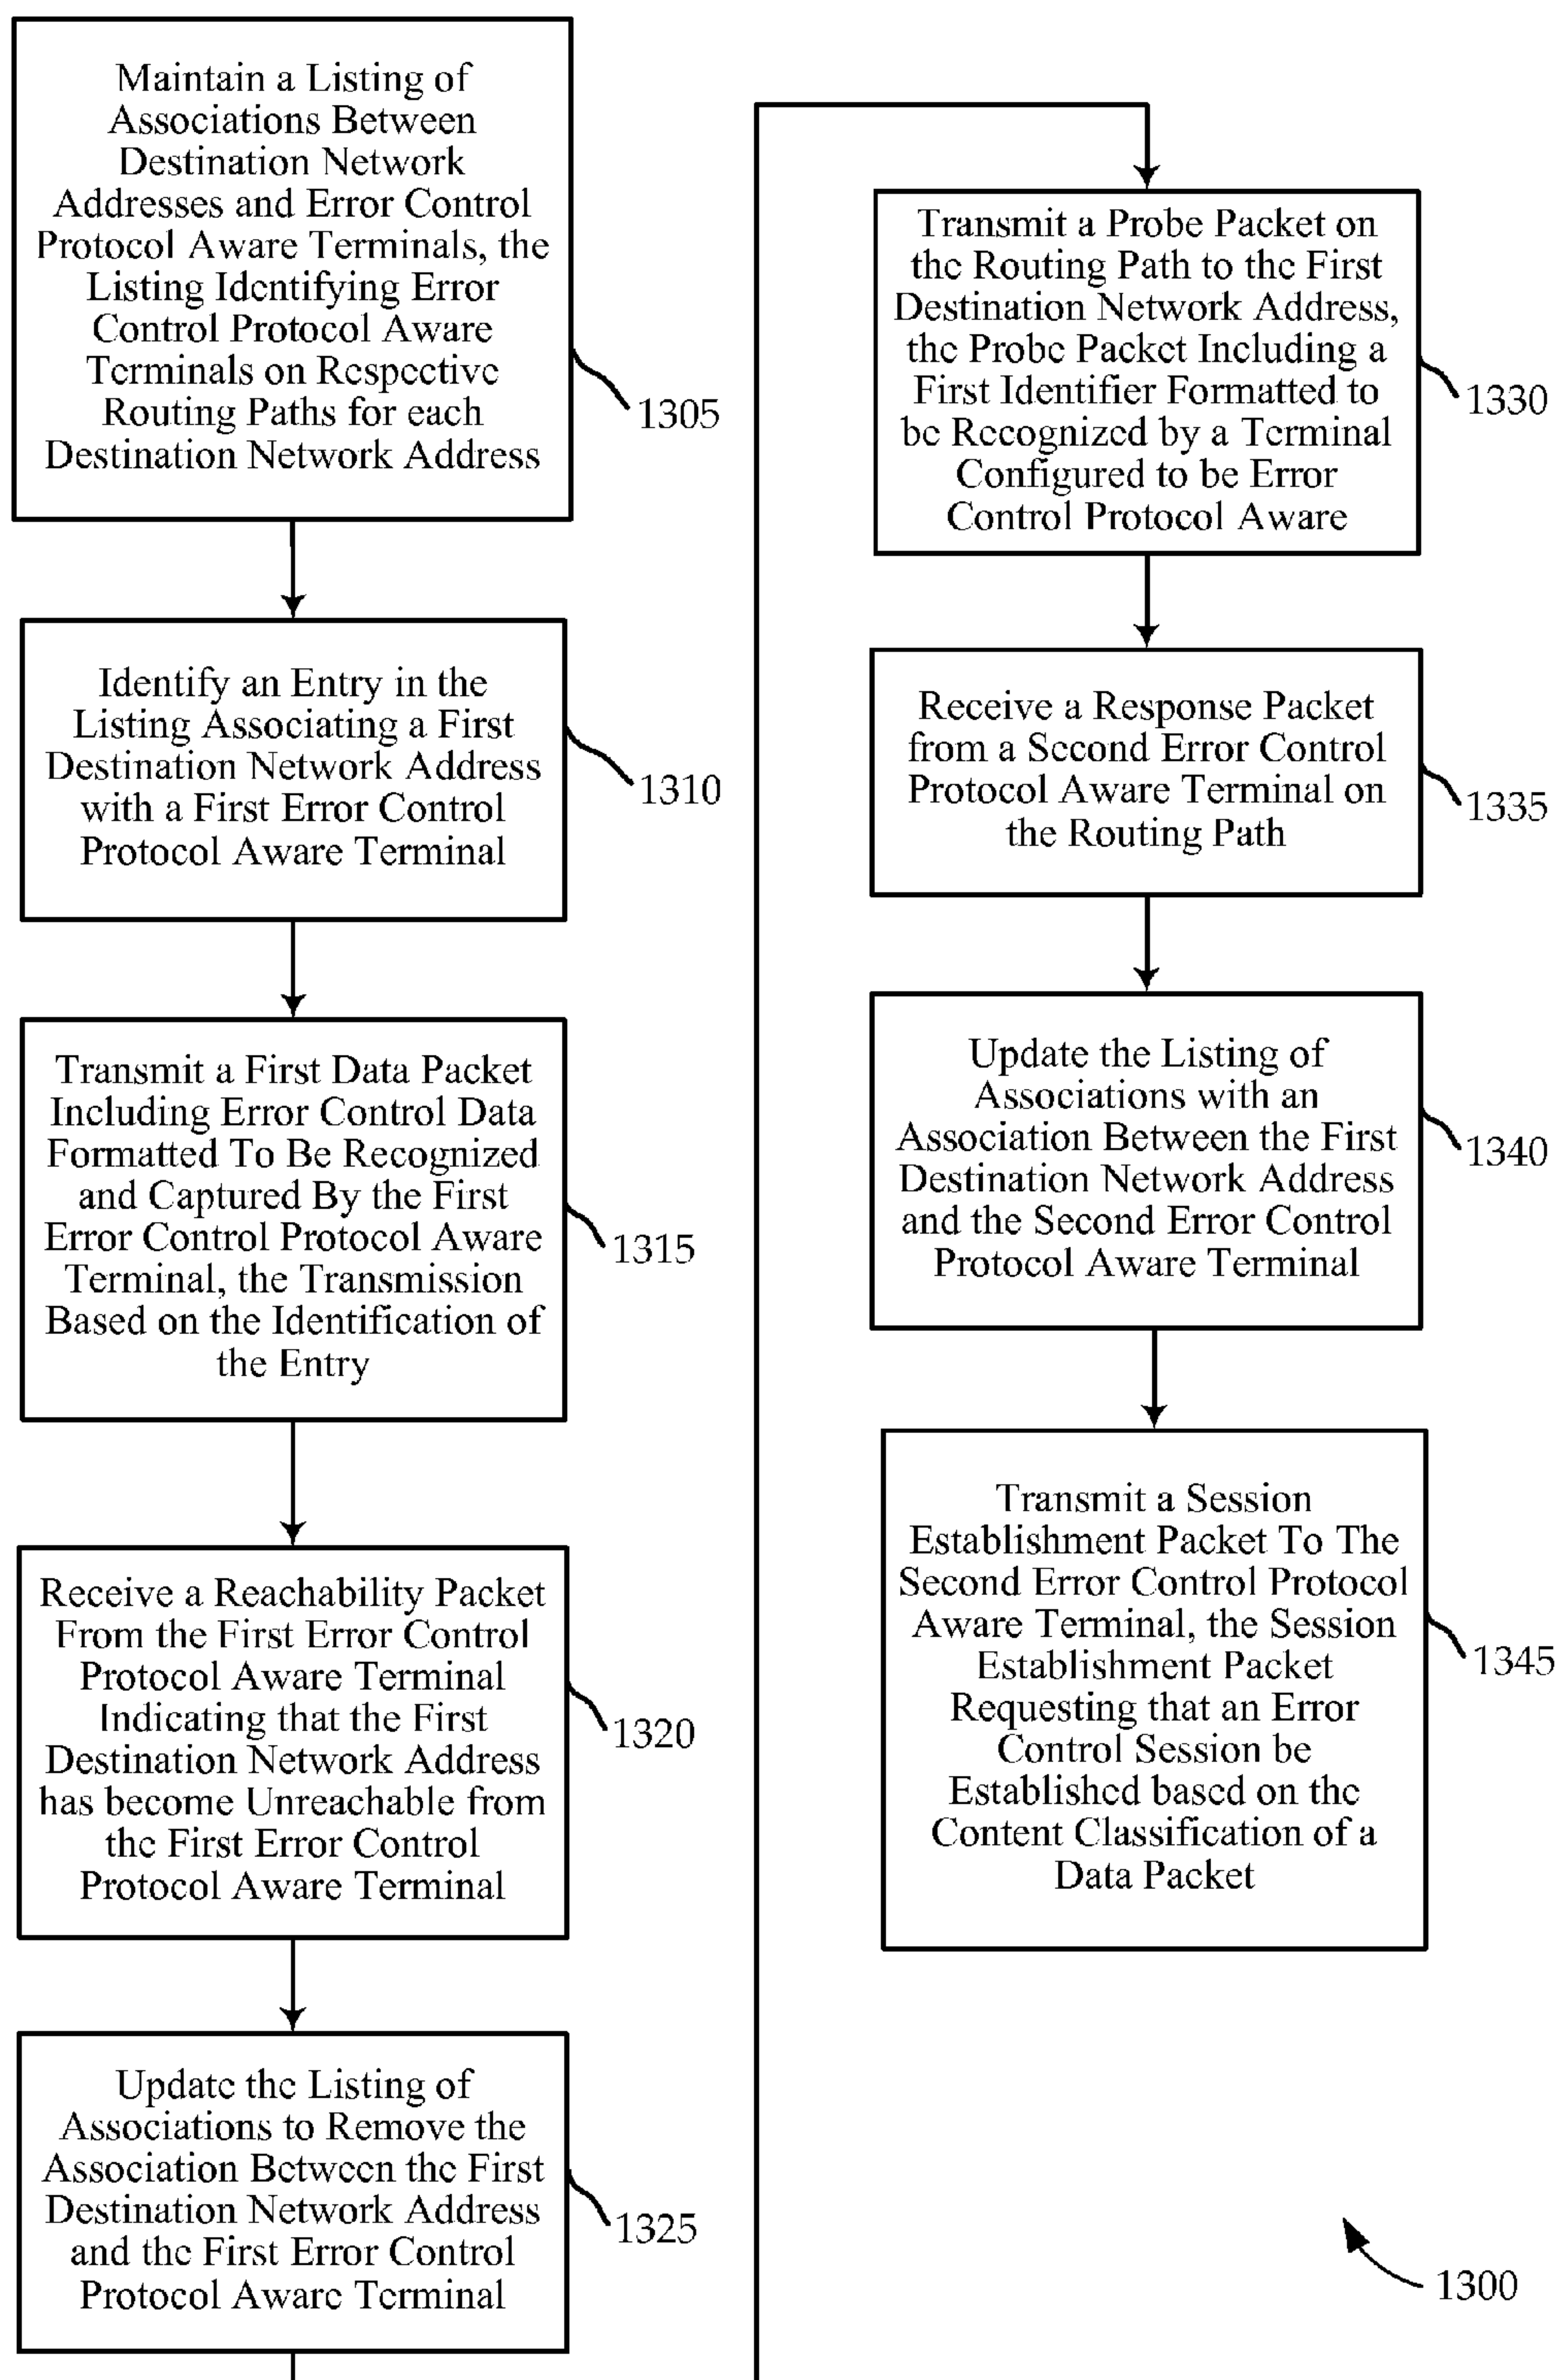 Maintain a Listing of
Associations Between
Destination Network
Addresses and Error Control
Protocol Aware Terminals, the
Listing Identifying Error
Control Protocol Aware
Terminals on Respective
Routing Paths for each
Destination Network Address
1305
Identify an Entry in the
Listing Associating a First
Destination Network Address
with a First Error Control
Protocol Aware Terminal
1310
Transmit a First Data Packet
Including Error Control Data
Formatted To Be Recognized
and Captured By the First
Error Control Protocol Aware
Terminal, the Transmission
Based on the Identification of
the Entry
1315
Receive a Reachability Packet
From the First Error Control
Protocol Aware Terminal
Indicating that the First
Destination Network Address
has become Unreachable from
the First Error Control
Protocol Aware Terminal
1320
Update the Listing of
Associations to Remove the
Association Between the First
Destination Network Address
and the First Error Control
Protocol Aware Terminal
1325
Transmit a Probe Packet on
the Routing Path to the First
Destination Network Address,
the Probe Packet Including a
First Identifier Formatted to
be Recognized by a Terminal
Configured to be Error
Control Protocol Aware
1330
Receive a Response Packet
from a Second Error Control
Protocol Aware Terminal on
the Routing Path
1335
Update the Listing of
Associations with an
Association Between the First
Destination Network Address
and the Second Error Control
Protocol Aware Terminal
1340
Transmit a Session
Establishment Packet To The
Second Error Control Protocol
Aware Terminal, the Session
Establishment Packet
Requesting that an Error
Control Session be
Established based on the
Content Classification of a
Data Packet
1345
1300